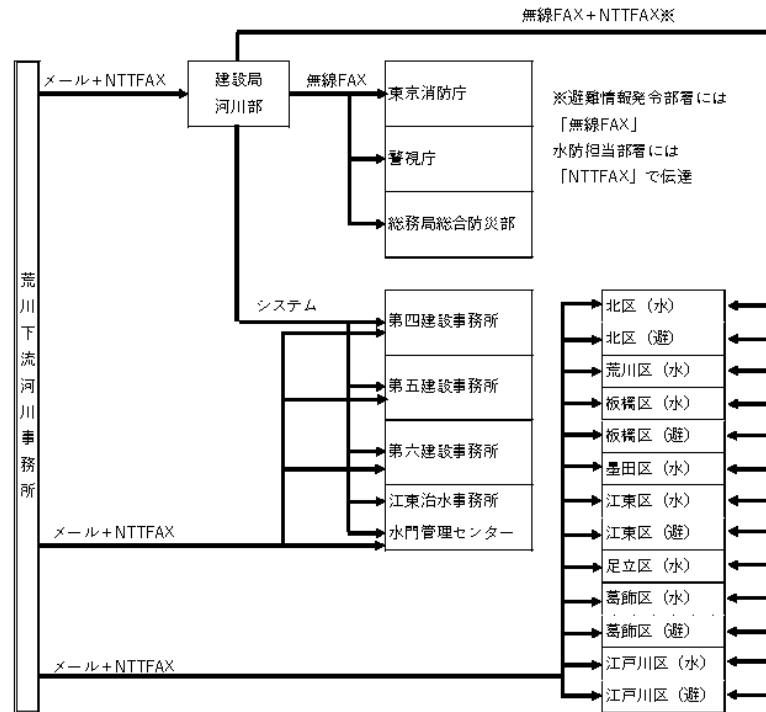 無線FAX+NTTFAX※
メール+NTTFAX
建設局
河川部
無線FAX
東京消防庁
警視庁
総務局総合防災部
※避難情報発令部署には
「無線FAX」
水防担当部署には
「NTTFAX」で伝達
荒川下流河川事務所
システム
第四建設事務所
第五建設事務所
第六建設事務所
江東治水事務所
水門管理センター
メール+NTTFAX
メール+NTTFAX
北区（水）
北区（避）
荒川区（水）
板橋区（水）
板橋区（避）
墨田区（水）
江東区（水）
江東区（避）
足立区（水）
葛飾区（水）
葛飾区（避）
江戸川区（水）
江戸川区（避）